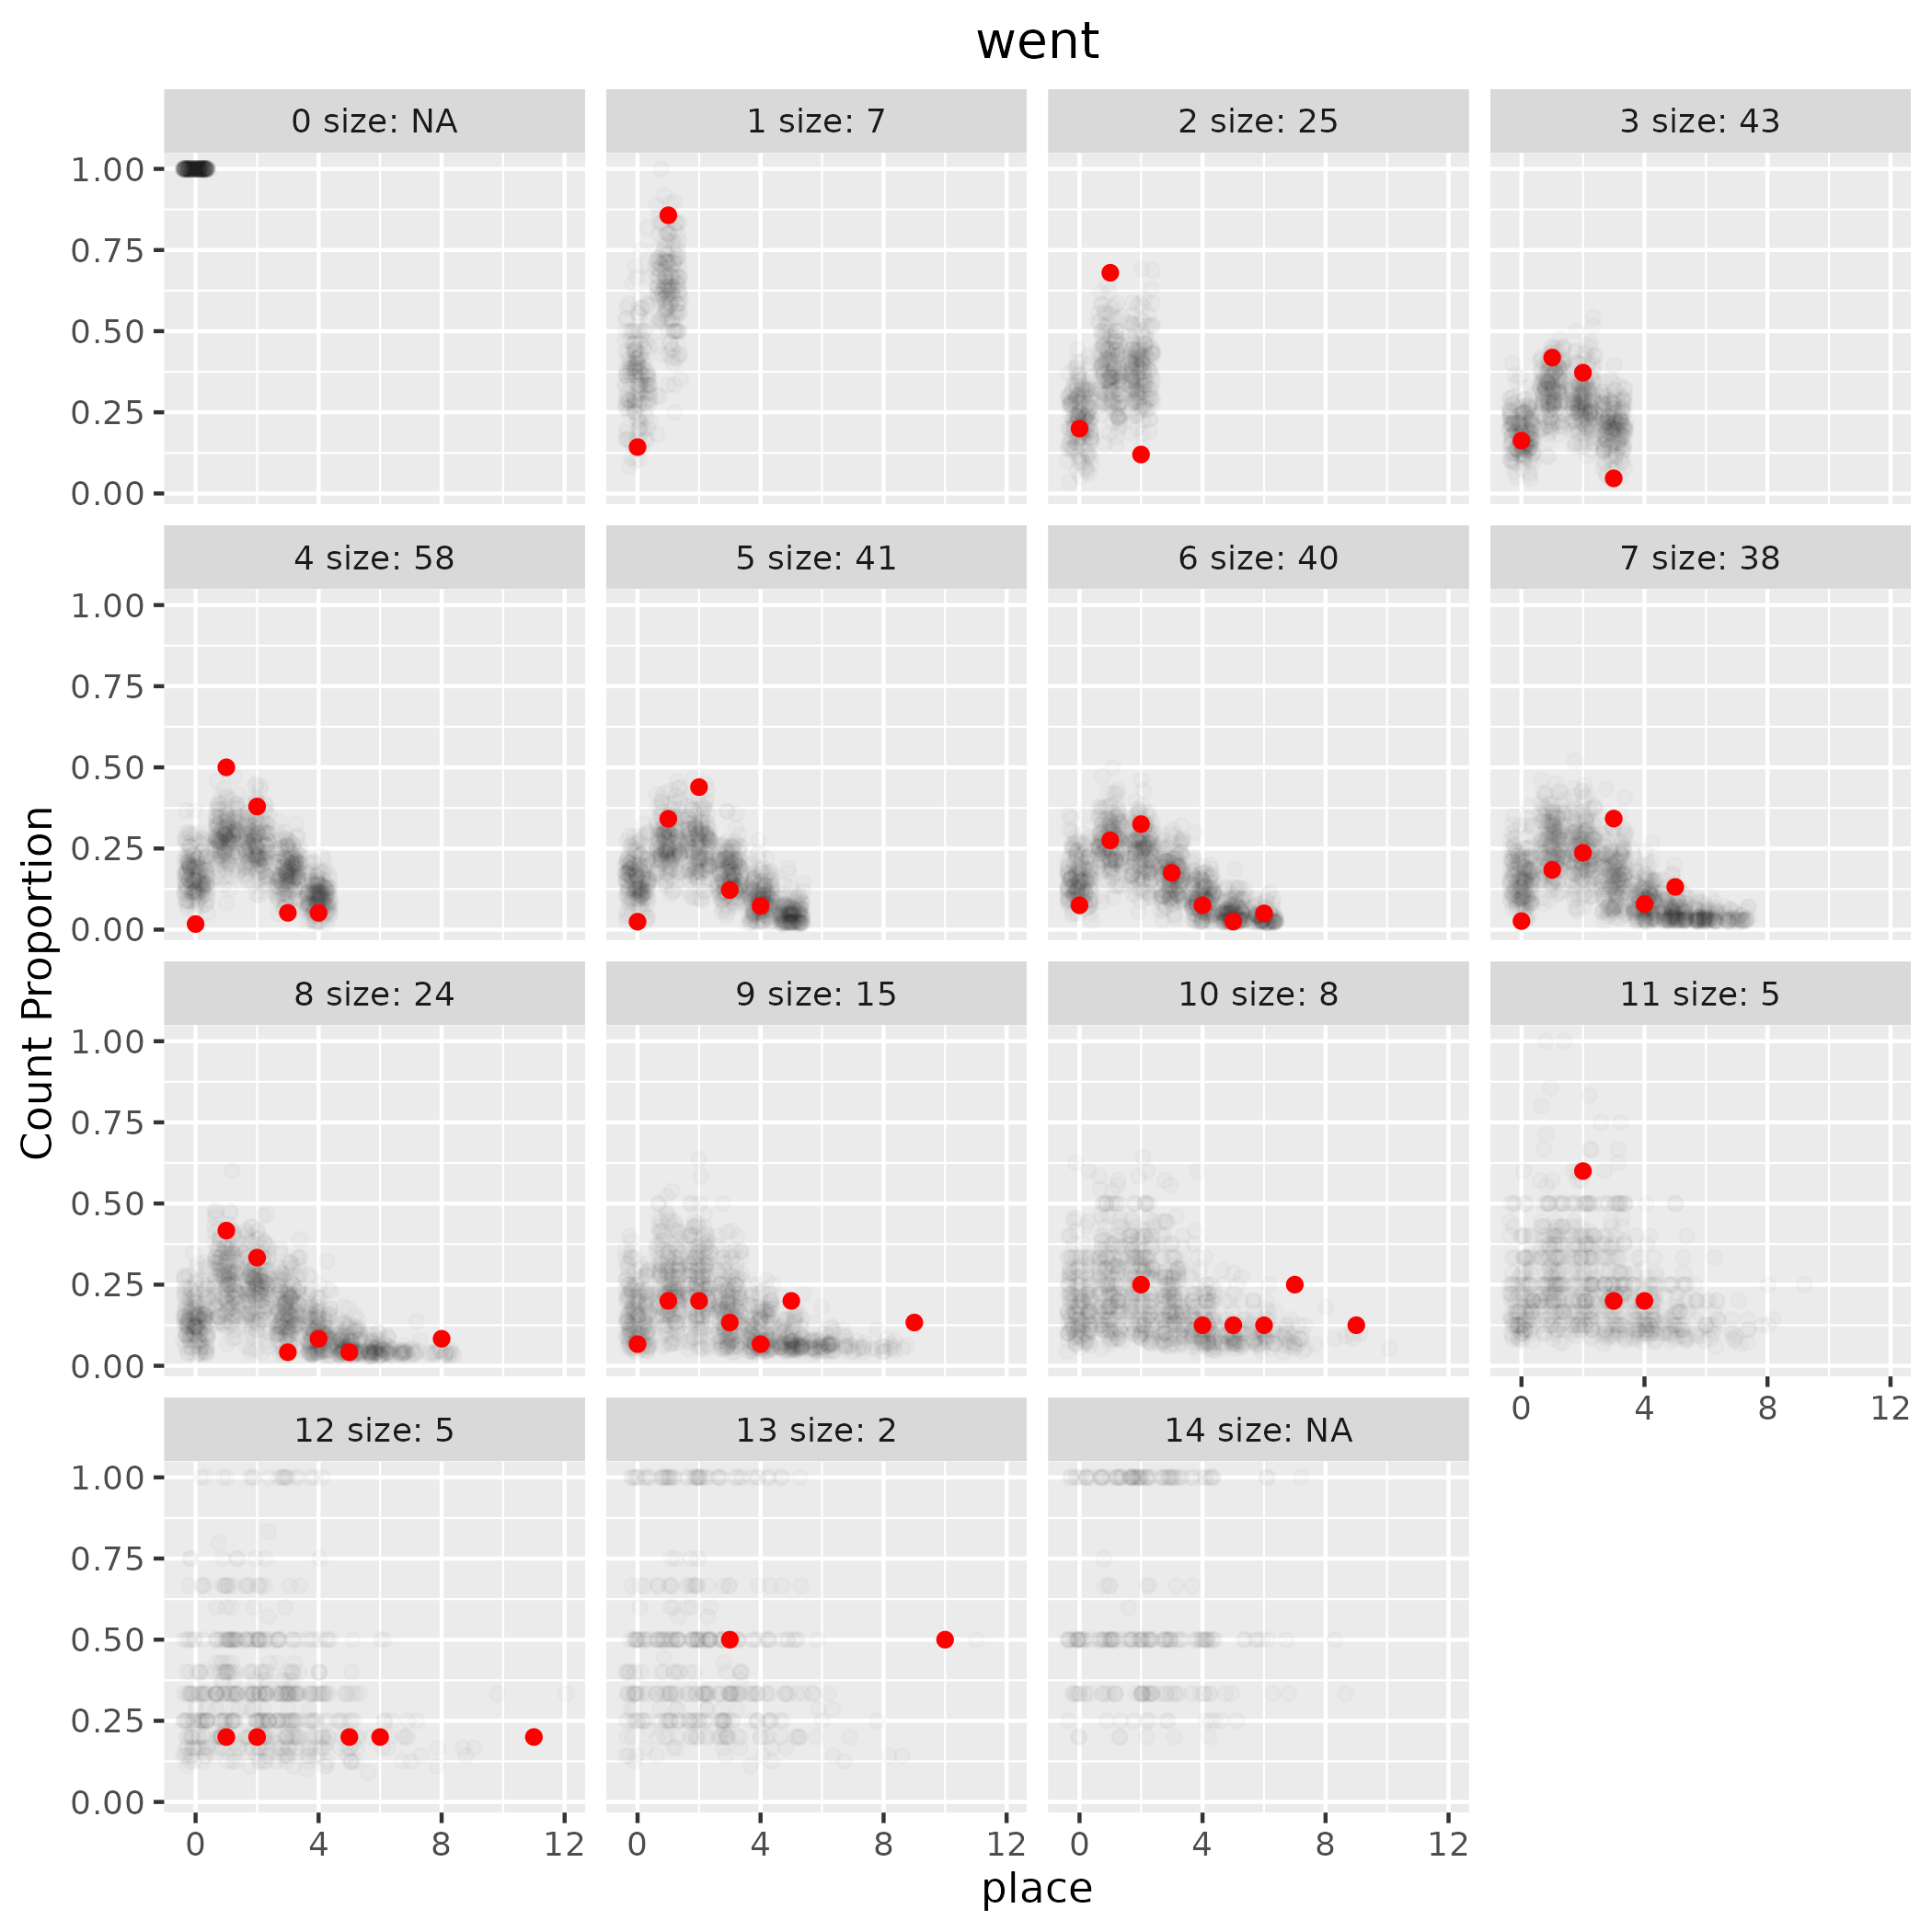 went
0 size: NA
1 size: 7
2 size: 25
3 size: 43
1.00
0.75
0.50
0.25
0.00
4 size: 58
5 size: 41
6 size: 40
7 size: 38
1.00
0.75
0.50
0.25
0.00
Count Proportion
8 size: 24
9 size: 15
10 size: 8
11 size: 5
1.00
0.75
0.50
0.25
0.00
0 4 8 12
12 size: 5
13 size: 2
14 size: NA
1.00
0.75
0.50
0.25
0.00
0 4 8 12
0 4 8 12
0 4 8 12
place